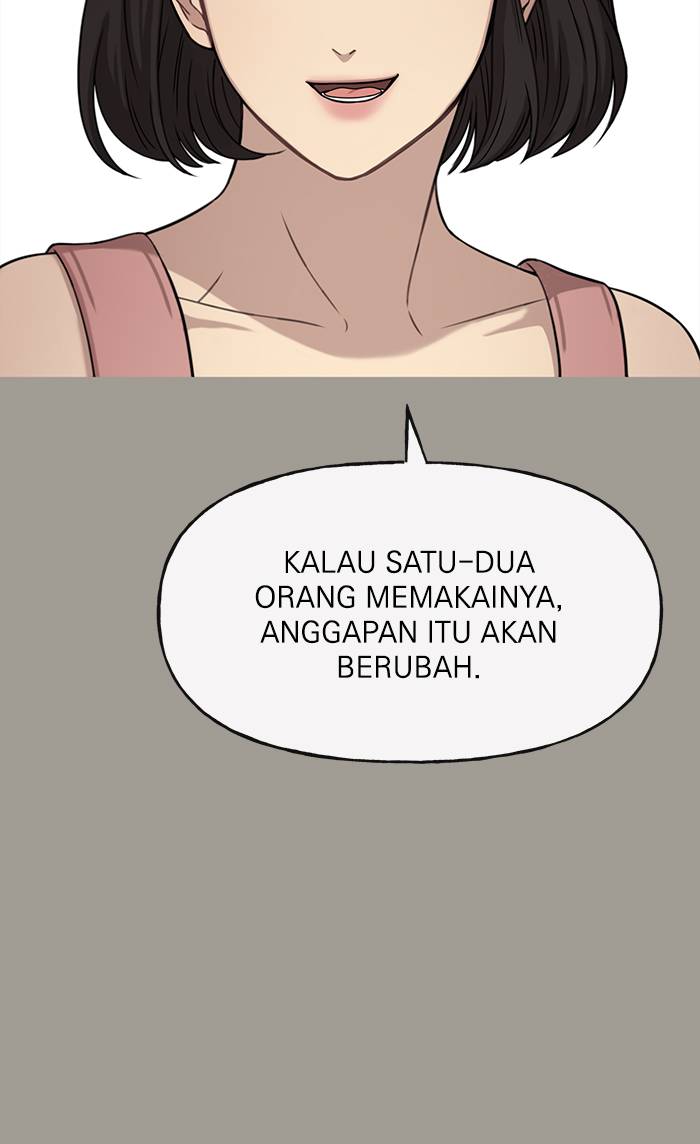 KALAU SATU-DUA
ORANG MEMAKAINYA,
ANGGAPAN ITU AKAN
BERUBAH.